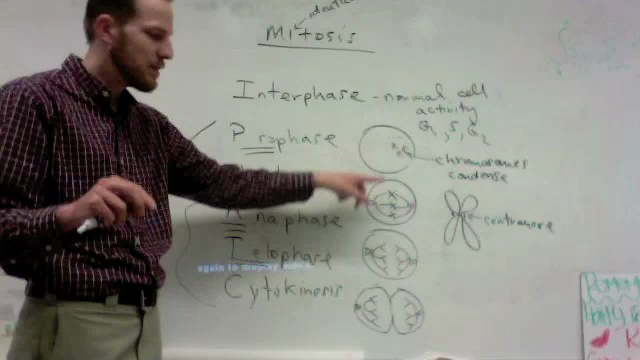 Mitosis
Interphase - normal cell
activity
G1, S, G2
Prophase
chromosomes
condense
Anaphase
centromere
Telophase
Cytokinesis